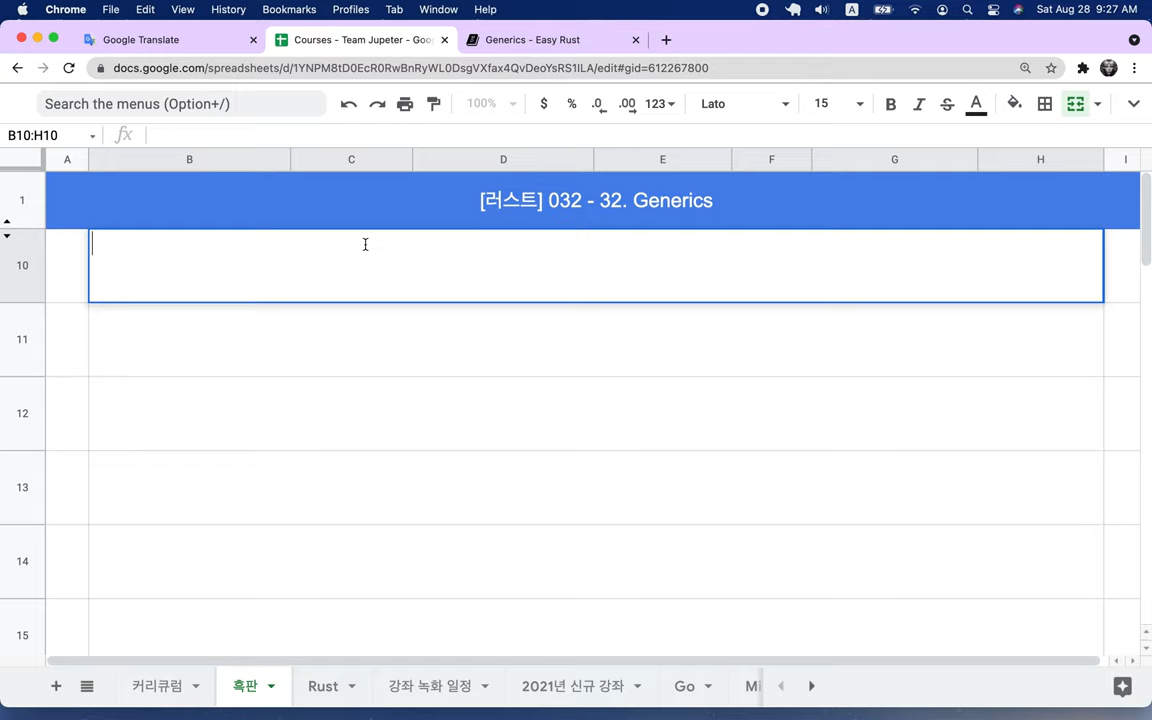 Chrome File Edit View History Bookmarks Profiles Tab Window Help A Sat Aug 28 9:27 AM
Google Translate Courses - Team Jupeter - Goo Generics - Easy Rust
docs.google.com/spreadsheets/d/1YNPM8tD0EcR0RwBnRyWL0DsgVXfax4QvDeoYsRS1ILA/edit#gid=612267800
Search the menus (Option+/) 100% $ % .0 .00 123 Lato 15 B I S A
B10:H10 fx
A B C D E F G H I
1 [러스트] 032 - 32. Generics
10
11
12
13
14
15
커리큘럼 흑판 Rust 강좌 녹화 일정 2021년 신규 강좌 Go Mi